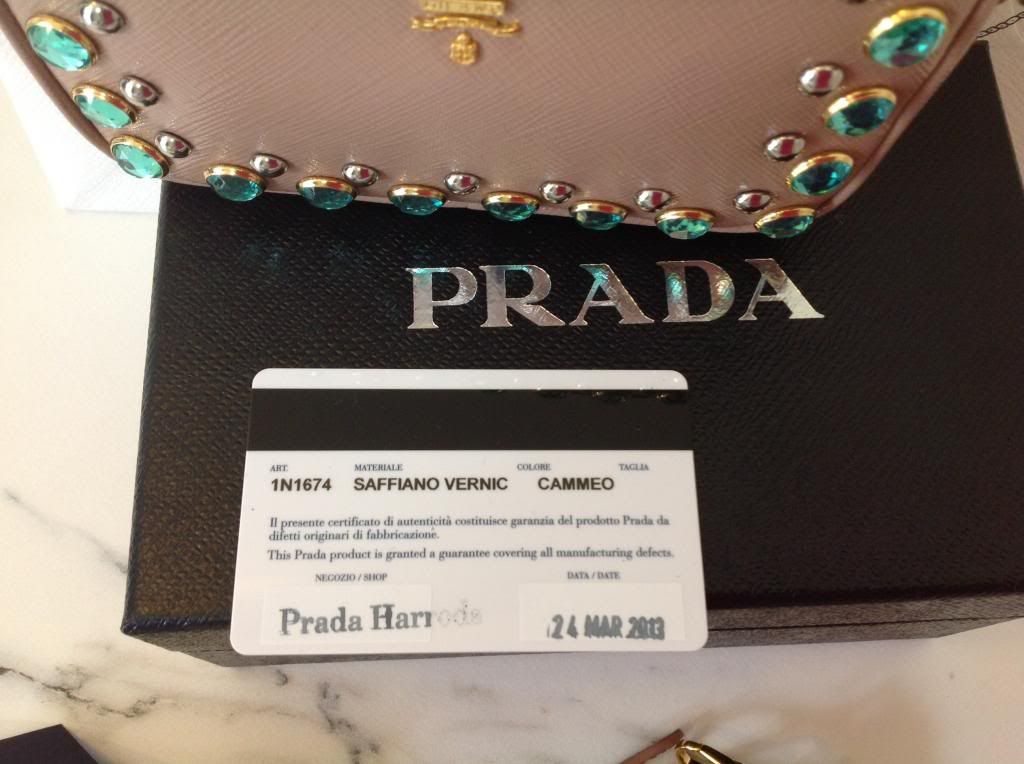 PRADA
ART. MATERIALE COLORE TAGLIA
1N1674 SAFFIANO VERNIC CAMMEO
Il presente certificato di autenticità costituisce garanzia del prodotto Prada da
difetti originari di fabbricazione.
This Prada product is granted a guarantee covering all manufacturing defects.
NEGOZIO / SHOP DATA / DATE
Prada Harrods 24 MAR 2013